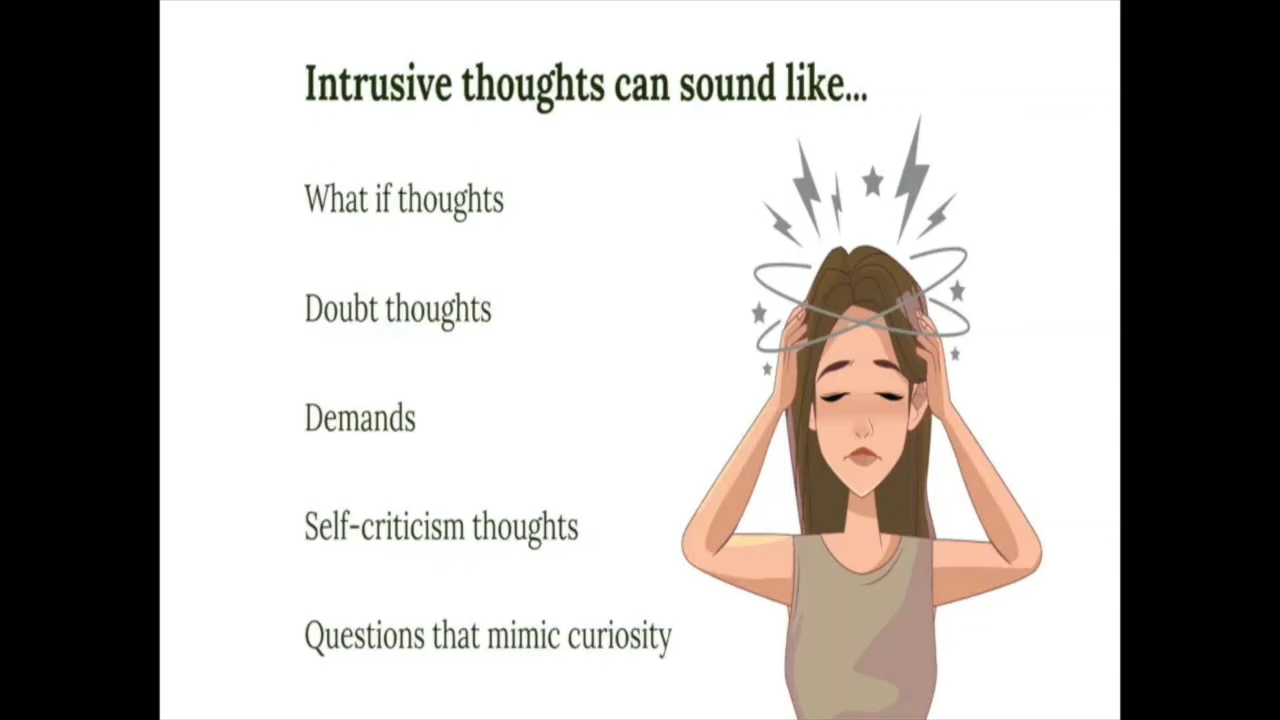 Intrusive thoughts can sound like...
What if thoughts
Doubt thoughts
Demands
Self-criticism thoughts
Questions that mimic curiosity